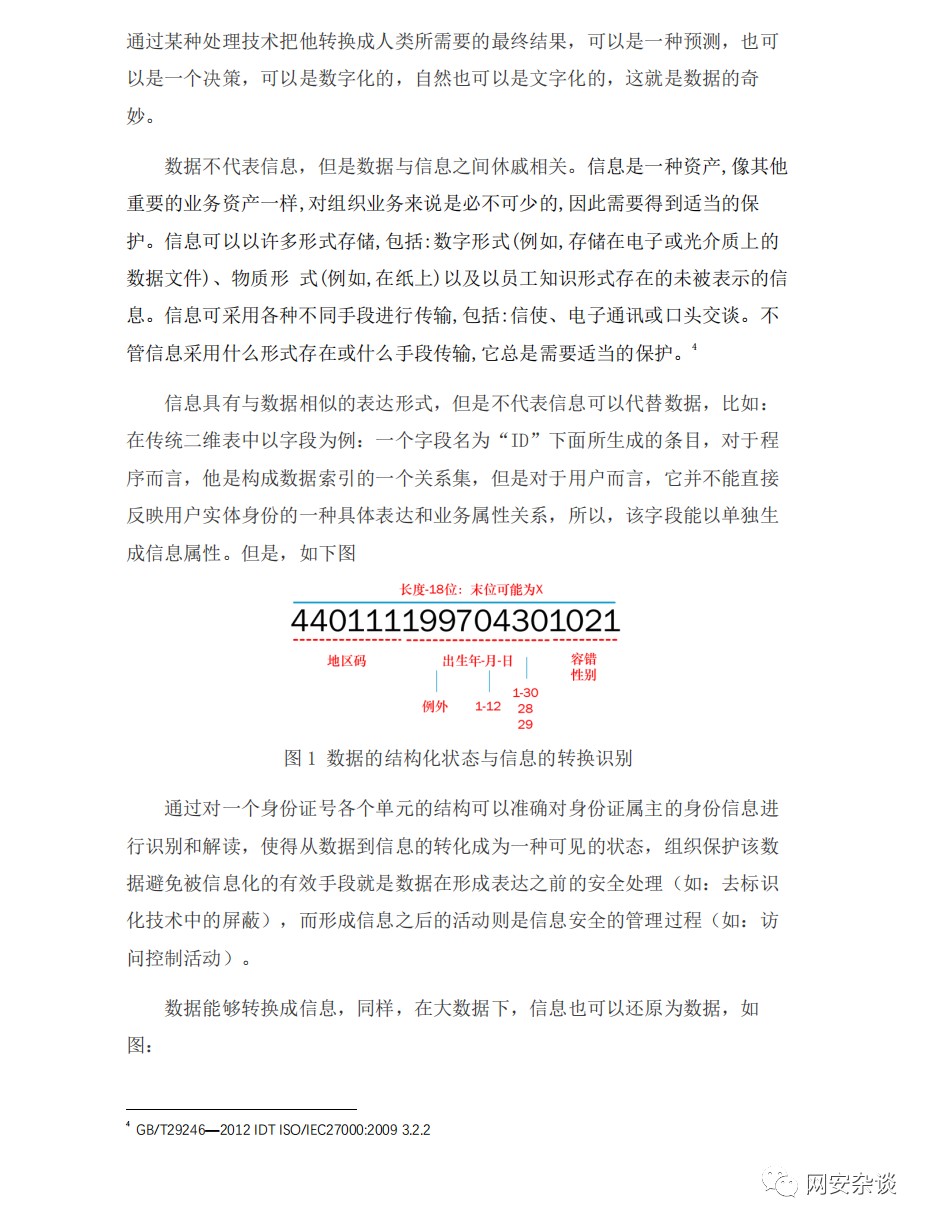 通过某种处理技术把他转换成人类所需要的最终结果，可以是一种预测，也可
以是一个决策，可以是数字化的，自然也可以是文字化的，这就是数据的奇
妙。
数据不代表信息，但是数据与信息之间休戚相关。信息是一种资产,像其他
重要的业务资产一样,对组织业务来说是必不可少的,因此需要得到适当的保
护。信息可以以许多形式存储,包括:数字形式(例如,存储在电子或光介质上的
数据文件)、物质形 式(例如,在纸上)以及以员工知识形式存在的未被表示的信
息。信息可采用各种不同手段进行传输,包括:信使、电子通讯或口头交谈。不
管信息采用什么形式存在或什么手段传输,它总是需要适当的保护。4
信息具有与数据相似的表达形式，但是不代表信息可以代替数据，比如：
在传统二维表中以字段为例：一个字段名为“ID”下面所生成的条目，对于程
序而言，他是构成数据索引的一个关系集，但是对于用户而言，它并不能直接
反映用户实体身份的一种具体表达和业务属性关系，所以，该字段能以单独生
成信息属性。但是，如下图
长度-18位：末位可能为X
440111199704301021
地区码 出生年-月-日 容错
性别
例外 1-12 1-30
28
29
图 1 数据的结构化状态与信息的转换识别
通过对一个身份证号各个单元的结构可以准确对身份证属主的身份信息进
行识别和解读，使得从数据到信息的转化成为一种可见的状态，组织保护该数
据避免被信息化的有效手段就是数据在形成表达之前的安全处理（如：去标识
化技术中的屏蔽），而形成信息之后的活动则是信息安全的管理过程（如：访
问控制活动）。
数据能够转换成信息，同样，在大数据下，信息也可以还原为数据，如
图：
4 GB/T29246—2012 IDT ISO/IEC27000:2009 3.2.2
网安杂谈